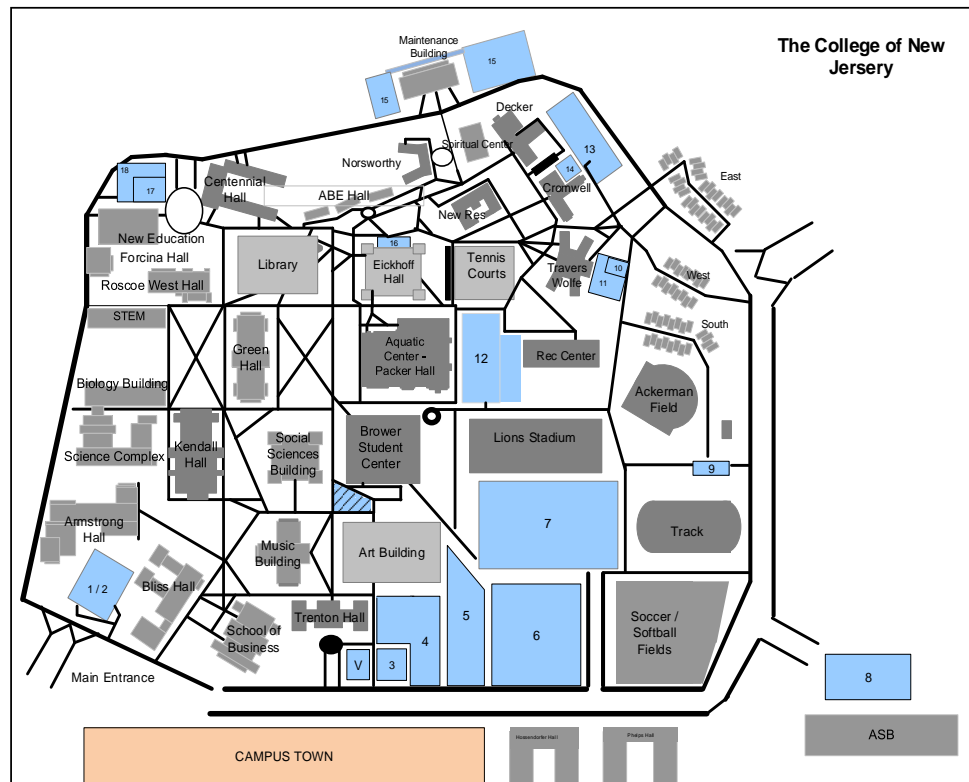 The College of New
Jersery
Maintenance
Building
15
15
Decker
Spiritual Center
13
14
Norsworthy
Cromwell
East
18
17
Centennial
Hall
ABE Hall
New Res
New Education
Forcina Hall
Roscoe West Hall
Library
16
Eickhoff
Hall
Tennis
Courts
Travers
Wolfe
10
11
West
STEM
Green
Hall
Aquatic
Center -
Packer Hall
12
Rec Center
South
Biology Building
Ackerman
Field
Science Complex
Kendall
Hall
Social
Sciences
Building
Brower
Student
Center
Lions Stadium
9
Armstrong
Hall
Music
Building
Art Building
7
Track
1 / 2
Bliss Hall
School of
Business
Trenton Hall
V
3
4
5
6
Soccer /
Softball
Fields
Main Entrance
8
CAMPUS TOWN
Phelps Hall
ASB